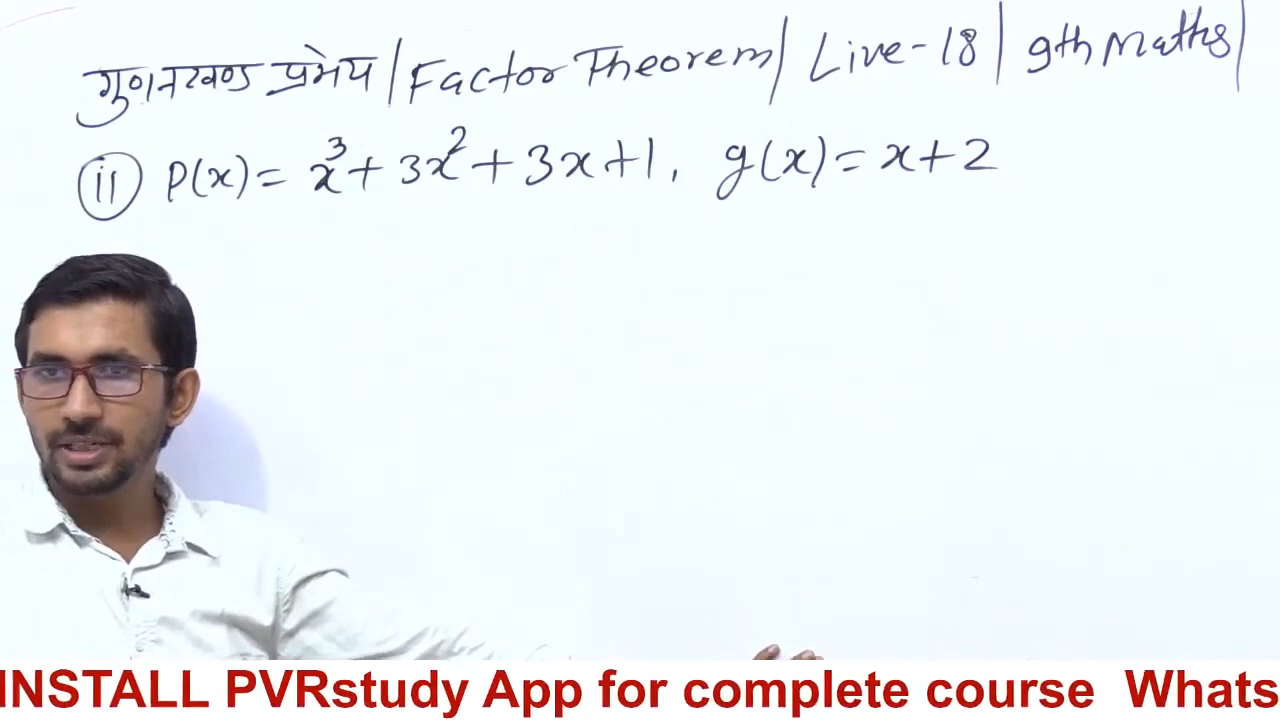 गुणनखण्ड प्रमेय | Factor Theorem | Live-18 | 9th Maths |
(ii) P(x) = x³ + 3x² + 3x + 1, g(x) = x + 2
INSTALL PVRstudy App for complete course Whats